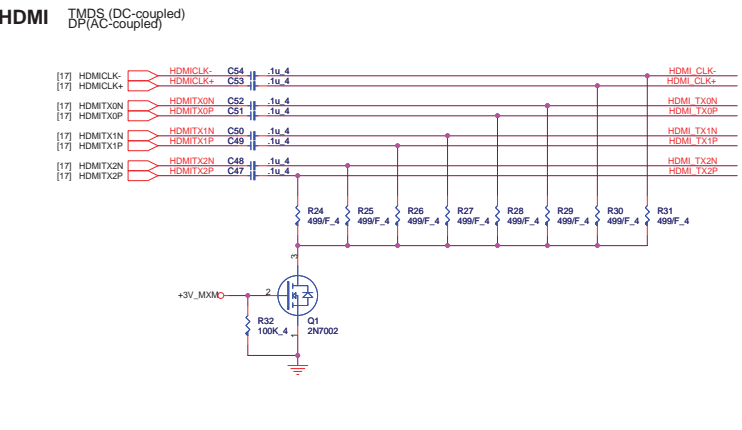 HDMI TMDS (DC-coupled)
DP(AC-coupled)
[17] HDMICLK- HDMICLK- C54 .1u_4 HDMI_CLK-
[17] HDMICLK+ HDMICLK+ C53 .1u_4 HDMI_CLK+
[17] HDMITX0N HDMITX0N C52 .1u_4 HDMI_TX0N
[17] HDMITX0P HDMITX0P C51 .1u_4 HDMI_TX0P
[17] HDMITX1N HDMITX1N C50 .1u_4 HDMI_TX1N
[17] HDMITX1P HDMITX1P C49 .1u_4 HDMI_TX1P
[17] HDMITX2N HDMITX2N C48 .1u_4 HDMI_TX2N
[17] HDMITX2P HDMITX2P C47 .1u_4 HDMI_TX2P
R24 R25 R26 R27 R28 R29 R30 R31
499/F_4 499/F_4 499/F_4 499/F_4 499/F_4 499/F_4 499/F_4 499/F_4
3
+3V_MXM 2
R32 Q1
100K_4 1 2N7002